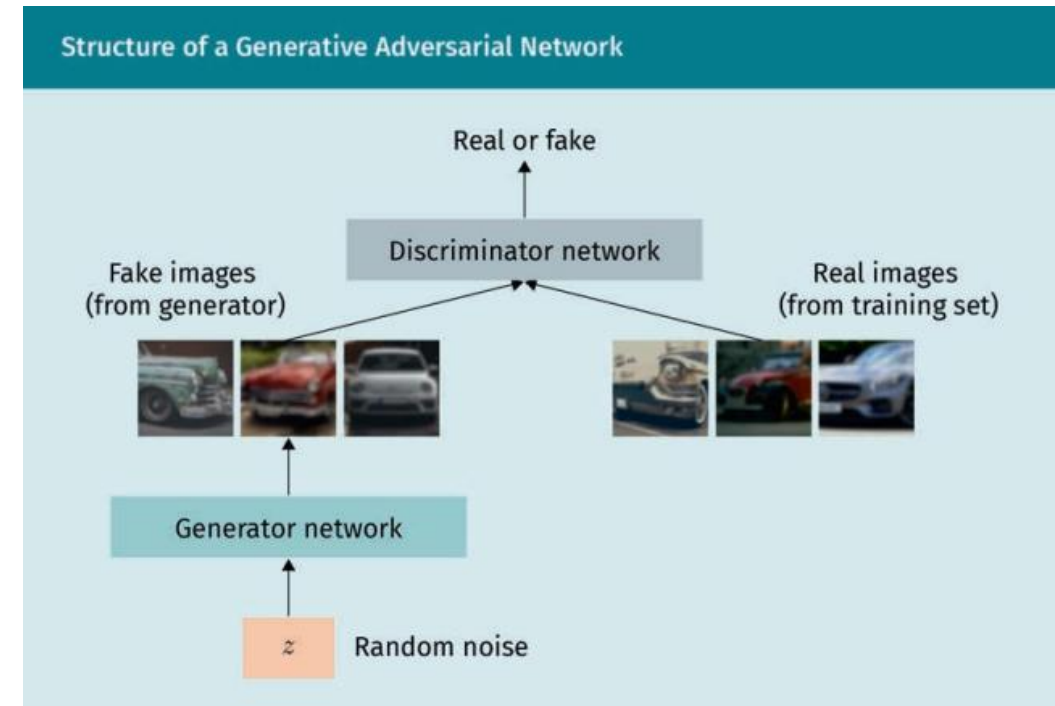 Structure of a Generative Adversarial Network
Real or fake
Discriminator network
Fake images
(from generator)
Real images
(from training set)
Generator network
z
Random noise